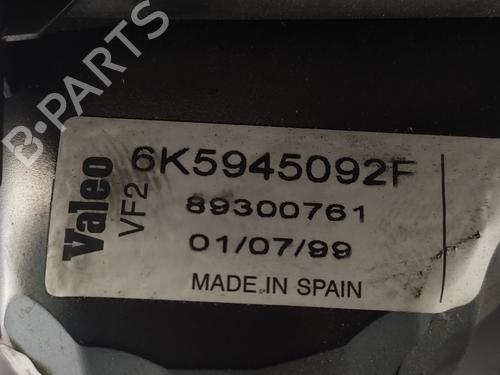 B-PARTS
Valeo
VF2
6K5945092F
89300761
01/07/99
MADE IN SPAIN